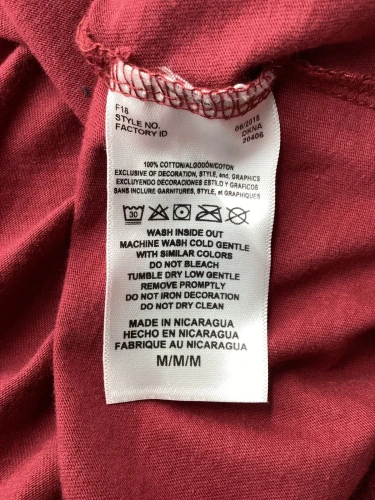 F18
STYLE NO. 06/2018
FACTORY ID DKNA
20406
100% COTTON/ALGODÓN/COTON
EXCLUSIVE OF DECORATION, STYLE, and, GRAPHICS
EXCLUYENDO DECORACIONES ESTILO Y GRAFICOS
SANS INCLURE GARNITURES, STYLE, et GRAPHIQUES
30
WASH INSIDE OUT
MACHINE WASH COLD GENTLE
WITH SIMILAR COLORS
DO NOT BLEACH
TUMBLE DRY LOW GENTLE
REMOVE PROMPTLY
DO NOT IRON DECORATION
DO NOT DRY CLEAN
MADE IN NICARAGUA
HECHO EN NICARAGUA
FABRIQUE AU NICARAGUA
M/M/M